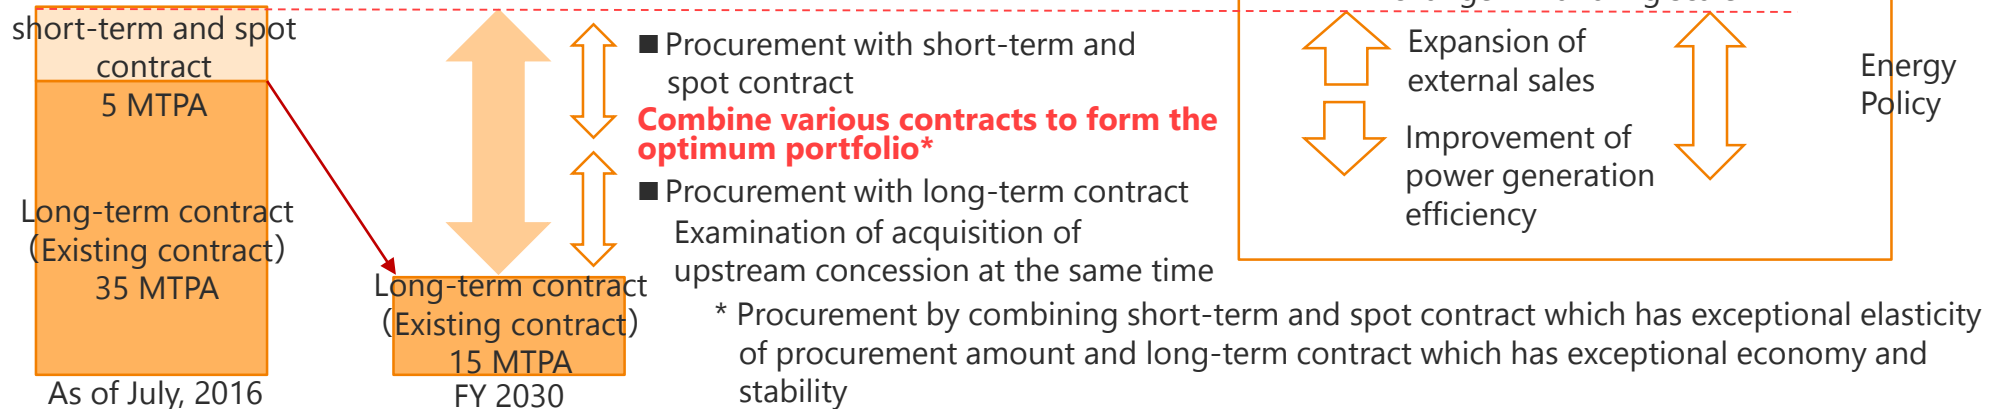 short-term and spot
contract
5 MTPA
Long-term contract
（Existing contract）
35 MTPA
As of July, 2016
Long-term contract
（Existing contract）
15 MTPA
FY 2030
■ Procurement with short-term and
spot contract
Combine various contracts to form the
optimum portfolio*
■ Procurement with long-term contract
Examination of acquisition of
upstream concession at the same time
Expansion of
external sales
Improvement of
power generation
efficiency
Energy
Policy
* Procurement by combining short-term and spot contract which has exceptional elasticity
of procurement amount and long-term contract which has exceptional economy and
stability